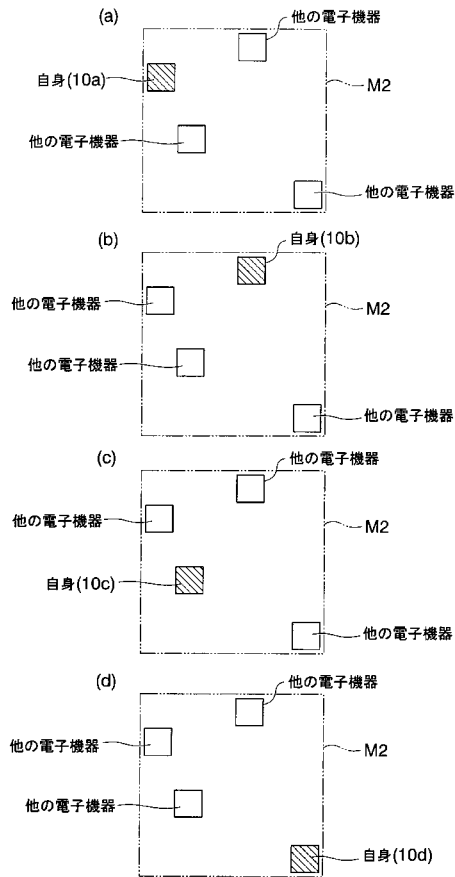 (a)
他の電子機器
自身(10a)
M2
他の電子機器
他の電子機器
(b)
自身(10b)
他の電子機器
M2
他の電子機器
他の電子機器
(c)
他の電子機器
他の電子機器
M2
自身(10c)
他の電子機器
(d)
他の電子機器
他の電子機器
M2
他の電子機器
自身(10d)